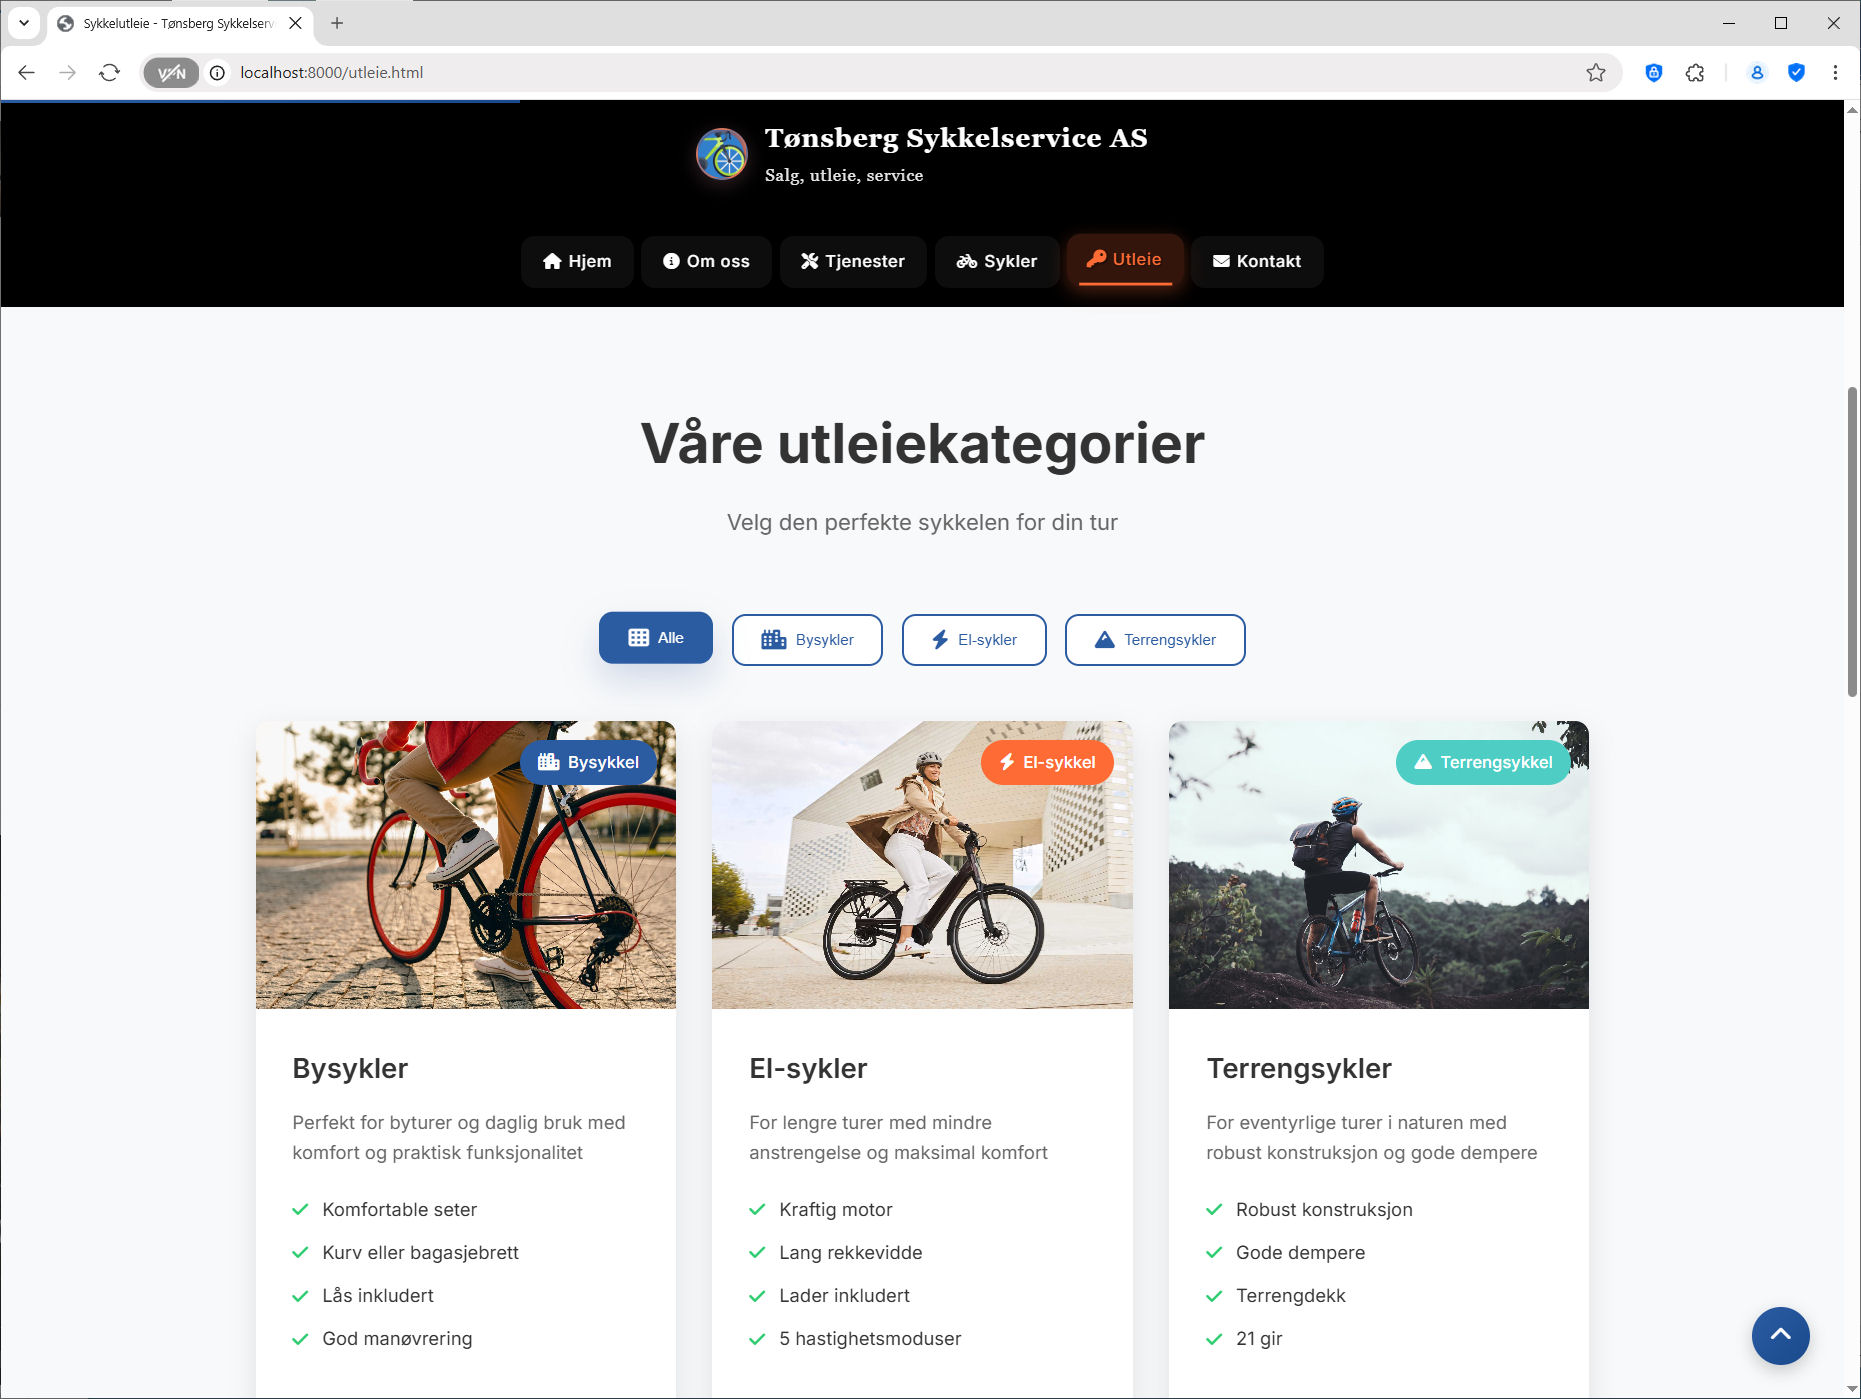 Sykkelutleie - Tønsberg Sykkelserv
VPN
localhost:8000/utleie.html
Tønsberg Sykkelservice AS
Salg, utleie, service
Hjem
Om oss
Tjenester
Sykler
Utleie
Kontakt
Våre utleiekategorier
Velg den perfekte sykkelen for din tur
Alle
Bysykler
El-sykler
Terrengsykler
Bysykkel
El-sykkel
Terrengsykkel
Bysykler
Perfekt for byturer og daglig bruk med
komfort og praktisk funksjonalitet
Komfortable seter
Kurv eller bagasjebrett
Lås inkludert
God manøvrering
El-sykler
For lengre turer med mindre
anstrengelse og maksimal komfort
Kraftig motor
Lang rekkevidde
Lader inkludert
5 hastighetsmoduser
Terrengsykler
For eventyrlige turer i naturen med
robust konstruksjon og gode dempere
Robust konstruksjon
Gode dempere
Terrengdekk
21 gir